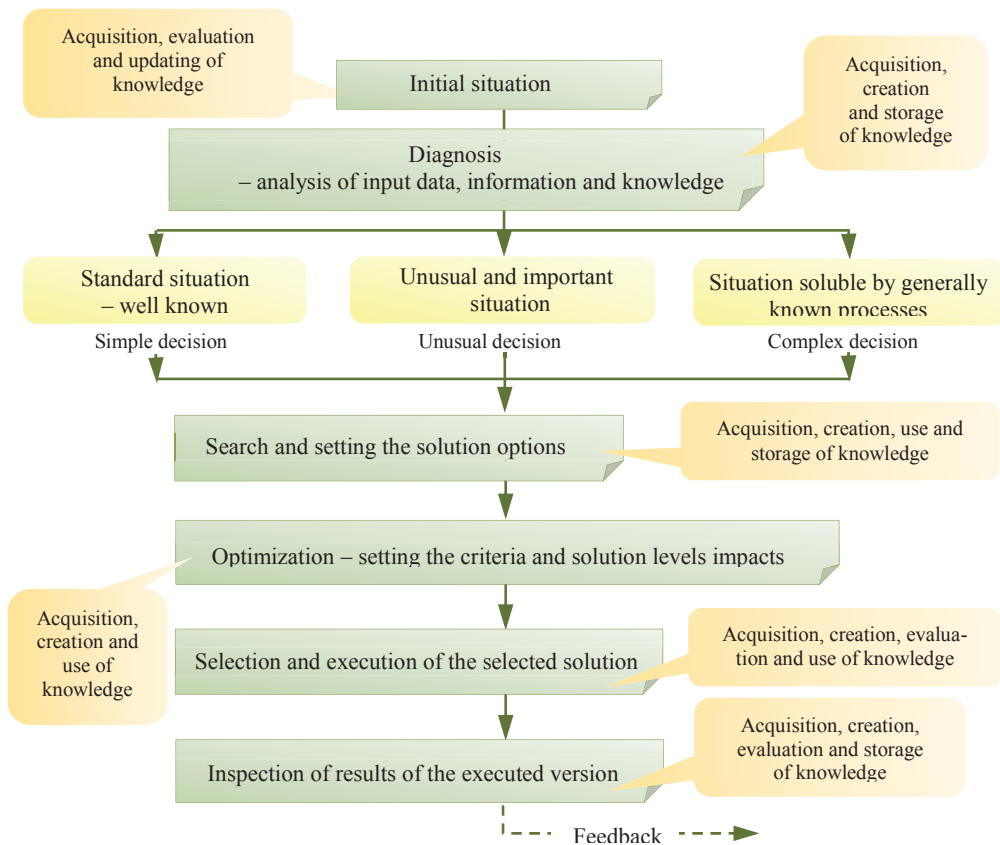 Acquisition, evaluation
and updating of
knowledge
Initial situation
Acquisition,
creation
and storage
of knowledge
Diagnosis
– analysis of input data, information and knowledge
Standard situation
– well known
Unusual and important
situation
Situation soluble by generally
known processes
Simple decision
Unusual decision
Complex decision
Search and setting the solution options
Acquisition, creation, use and
storage of knowledge
Optimization – setting the criteria and solution levels impacts
Acquisition,
creation and
use of
knowledge
Selection and execution of the selected solution
Acquisition, creation, evalua-
tion and use of knowledge
Inspection of results of the executed version
Acquisition, creation,
evaluation and storage
of knowledge
Feedback